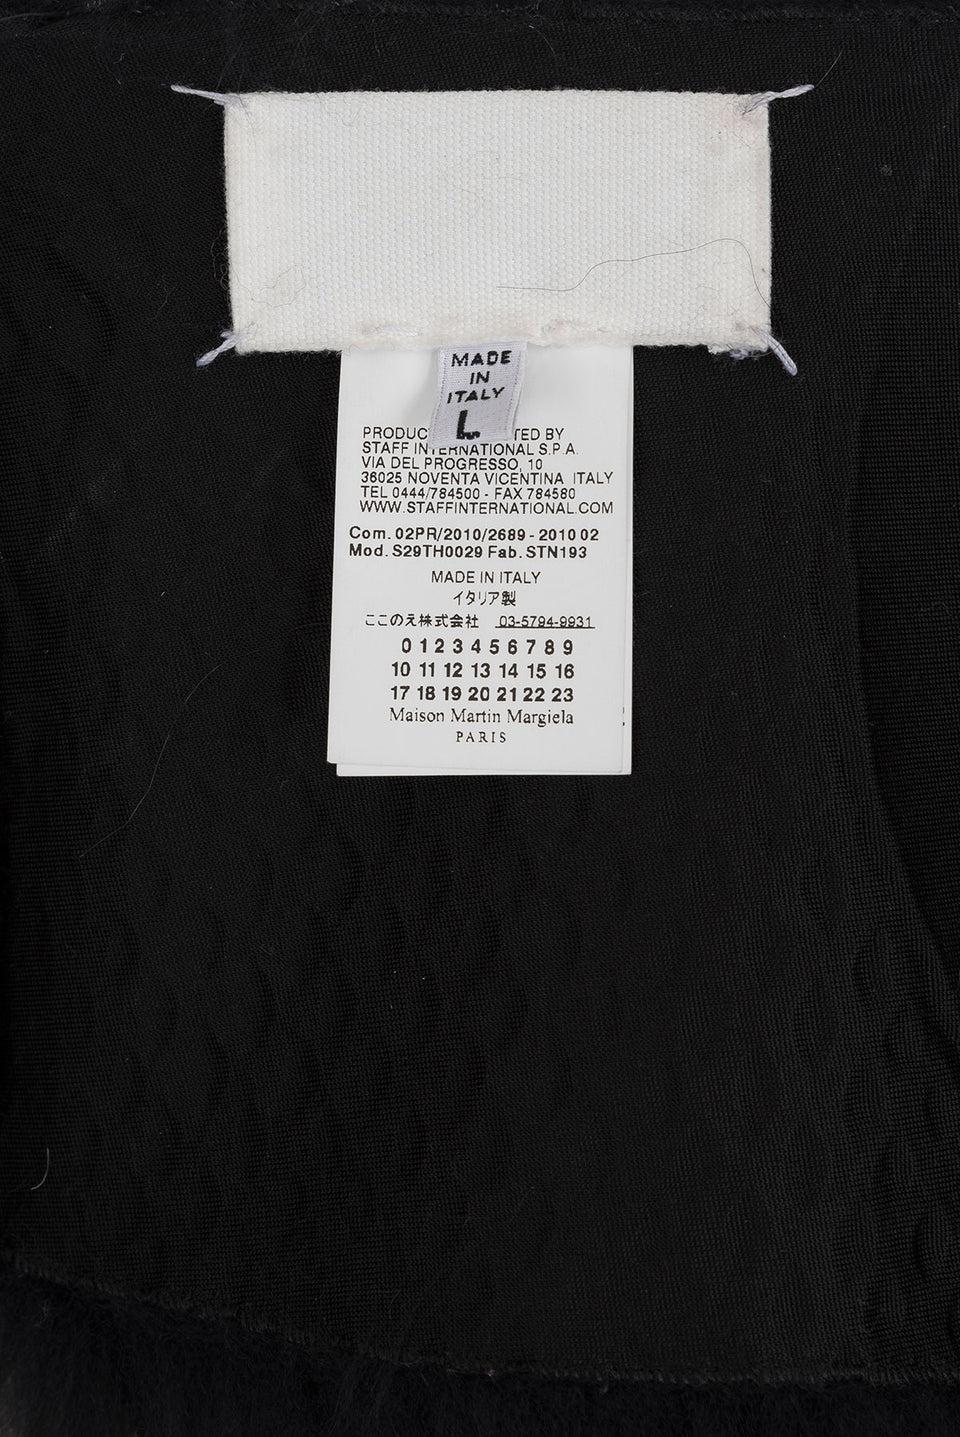 MADE
IN
ITALY
L
PRODUC TED BY
STAFF INTERNATIONAL S.P.A.
VIA DEL PROGRESSO, 10
36025 NOVENTA VICENTINA ITALY
TEL 0444/784500 - FAX 784580
WWW.STAFFINTERNATIONAL.COM
Com. 02PR/2010/2689 - 2010 02
Mod. S29TH0029 Fab. STN193
MADE IN ITALY
イタリア製
ここのえ株式会社 03-5794-9931
0 1 2 3 4 5 6 7 8 9
10 11 12 13 14 15 16
17 18 19 20 21 22 23
Maison Martin Margiela
PARIS